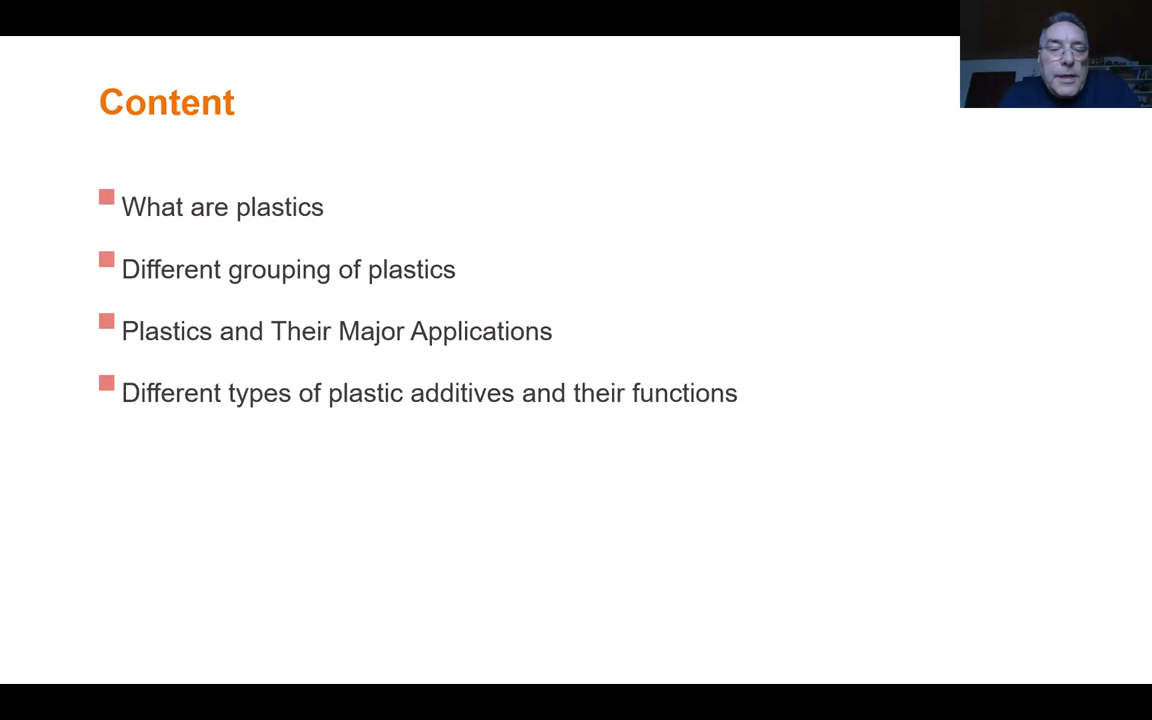 Content
What are plastics
Different grouping of plastics
Plastics and Their Major Applications
Different types of plastic additives and their functions